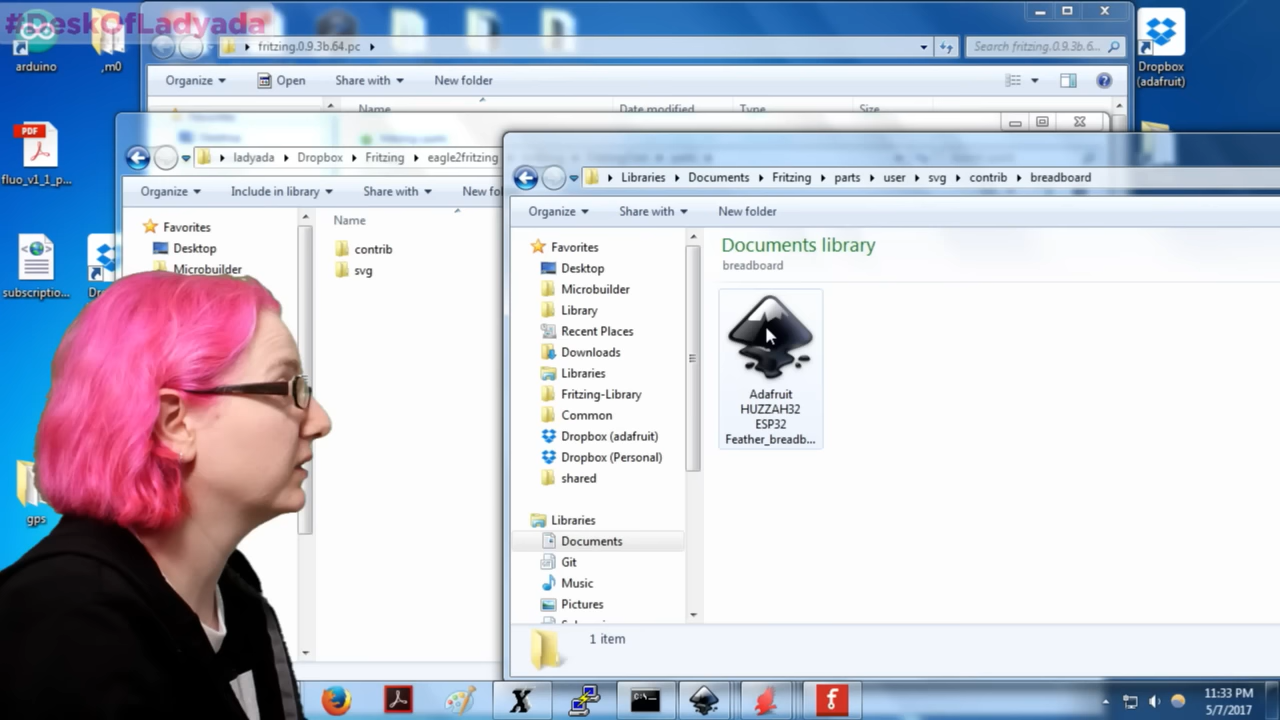 #DeskOfLadyada
arduino
,m0
fritzing.0.9.3b.64.pc
Search fritzing.0.9.3b.6...
Dropbox
(adafruit)
Organize
Open
Share with
New folder
Name
Date modified
Type
Size
PDF
fluo_v1_1_p...
ladyada
Dropbox
Fritzing
eagle2fritzing
Organize
Include in library
Share with
New fo
Favorites
Desktop
Microbuilder
Name
contrib
svg
subscriptio...
gps
Libraries
Documents
Fritzing
parts
user
svg
contrib
breadboard
Organize
Share with
New folder
Favorites
Desktop
Microbuilder
Library
Recent Places
Downloads
Libraries
Fritzing-Library
Common
Dropbox (adafruit)
Dropbox (Personal)
shared
Libraries
Documents
Git
Music
Pictures
Documents library
breadboard
Adafruit
HUZZAH32
ESP32
Feather_breadb...
1 item
C:\.
f
11:33 PM
5/7/2017